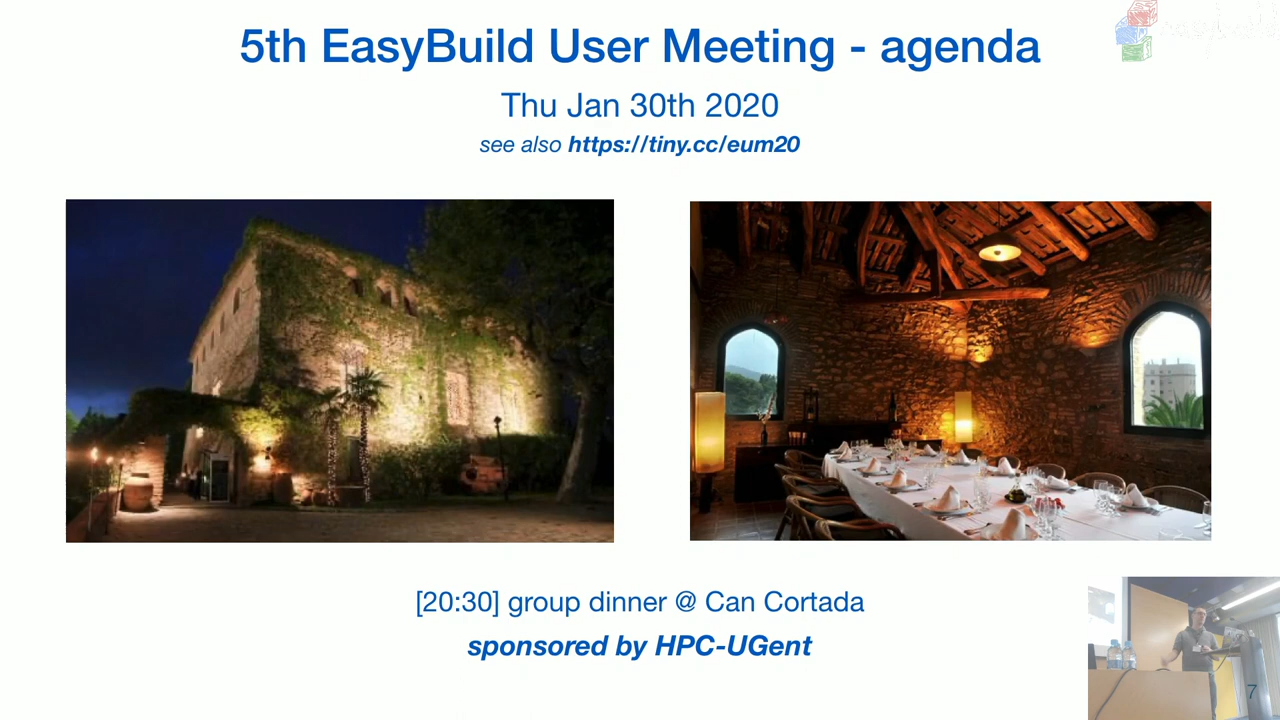 5th EasyBuild User Meeting - agenda
Thu Jan 30th 2020
see also https://tiny.cc/eum20
[20:30] group dinner @ Can Cortada
sponsored by HPC-UGent
7